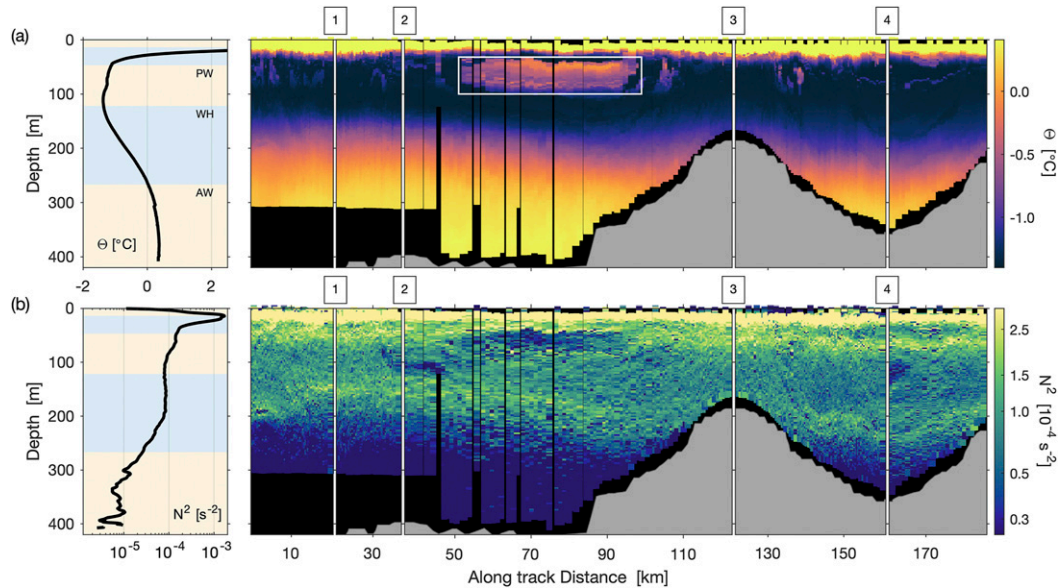 1 2 3 4
(a)
0
100
200
300
400
Depth [m]
PW
WH
AW
Θ [°C]
-2 0 2
0.0
-0.5
-1.0
Θ [°C]
1 2 3 4
(b)
0
100
200
300
400
Depth [m]
N² [s⁻²]
10⁻⁵ 10⁻⁴ 10⁻³
2.5
1.5
1.0
0.5
0.3
N² [10⁻⁴ s⁻²]
10 30 50 70 90 110 130 150 170
Along track Distance [km]